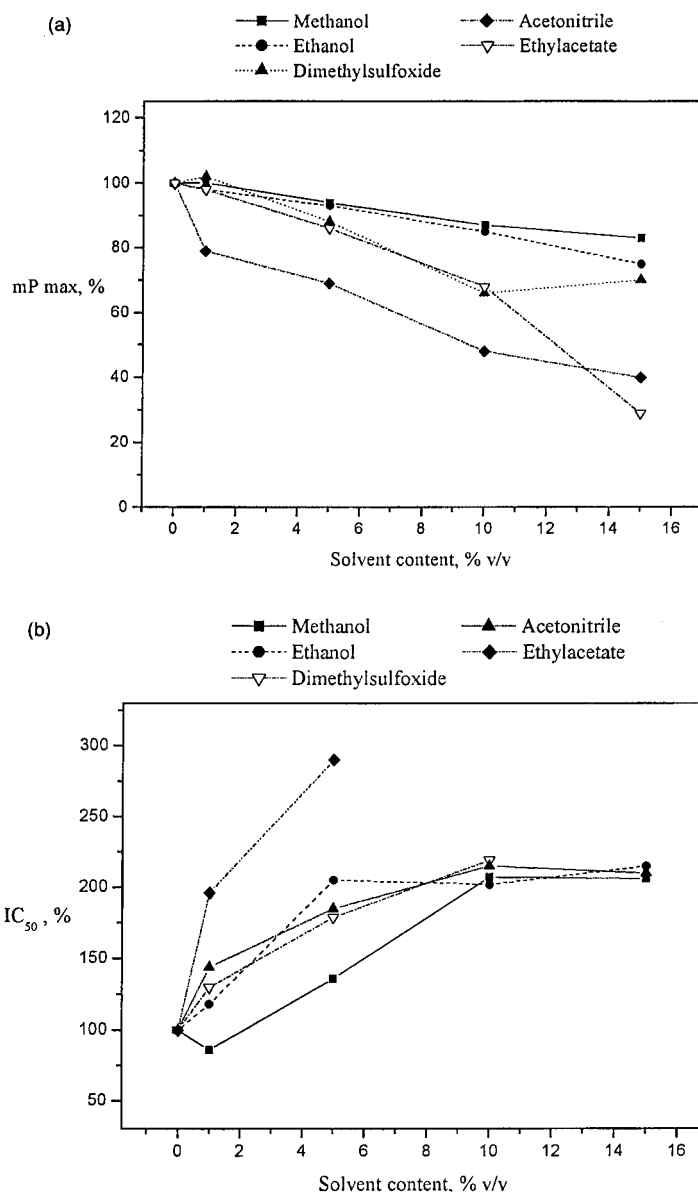 (a)
Methanol
Acetonitrile
Ethanol
Ethylacetate
Dimethylsulfoxide
120
100
80
60
40
20
0
mP max, %
0 2 4 6 8 10 12 14 16
Solvent content, % v/v
(b)
Methanol
Acetonitrile
Ethanol
Ethylacetate
Dimethylsulfoxide
300
250
200
150
100
50
IC50 , %
0 2 4 6 8 10 12 14 16
Solvent content, % v/v